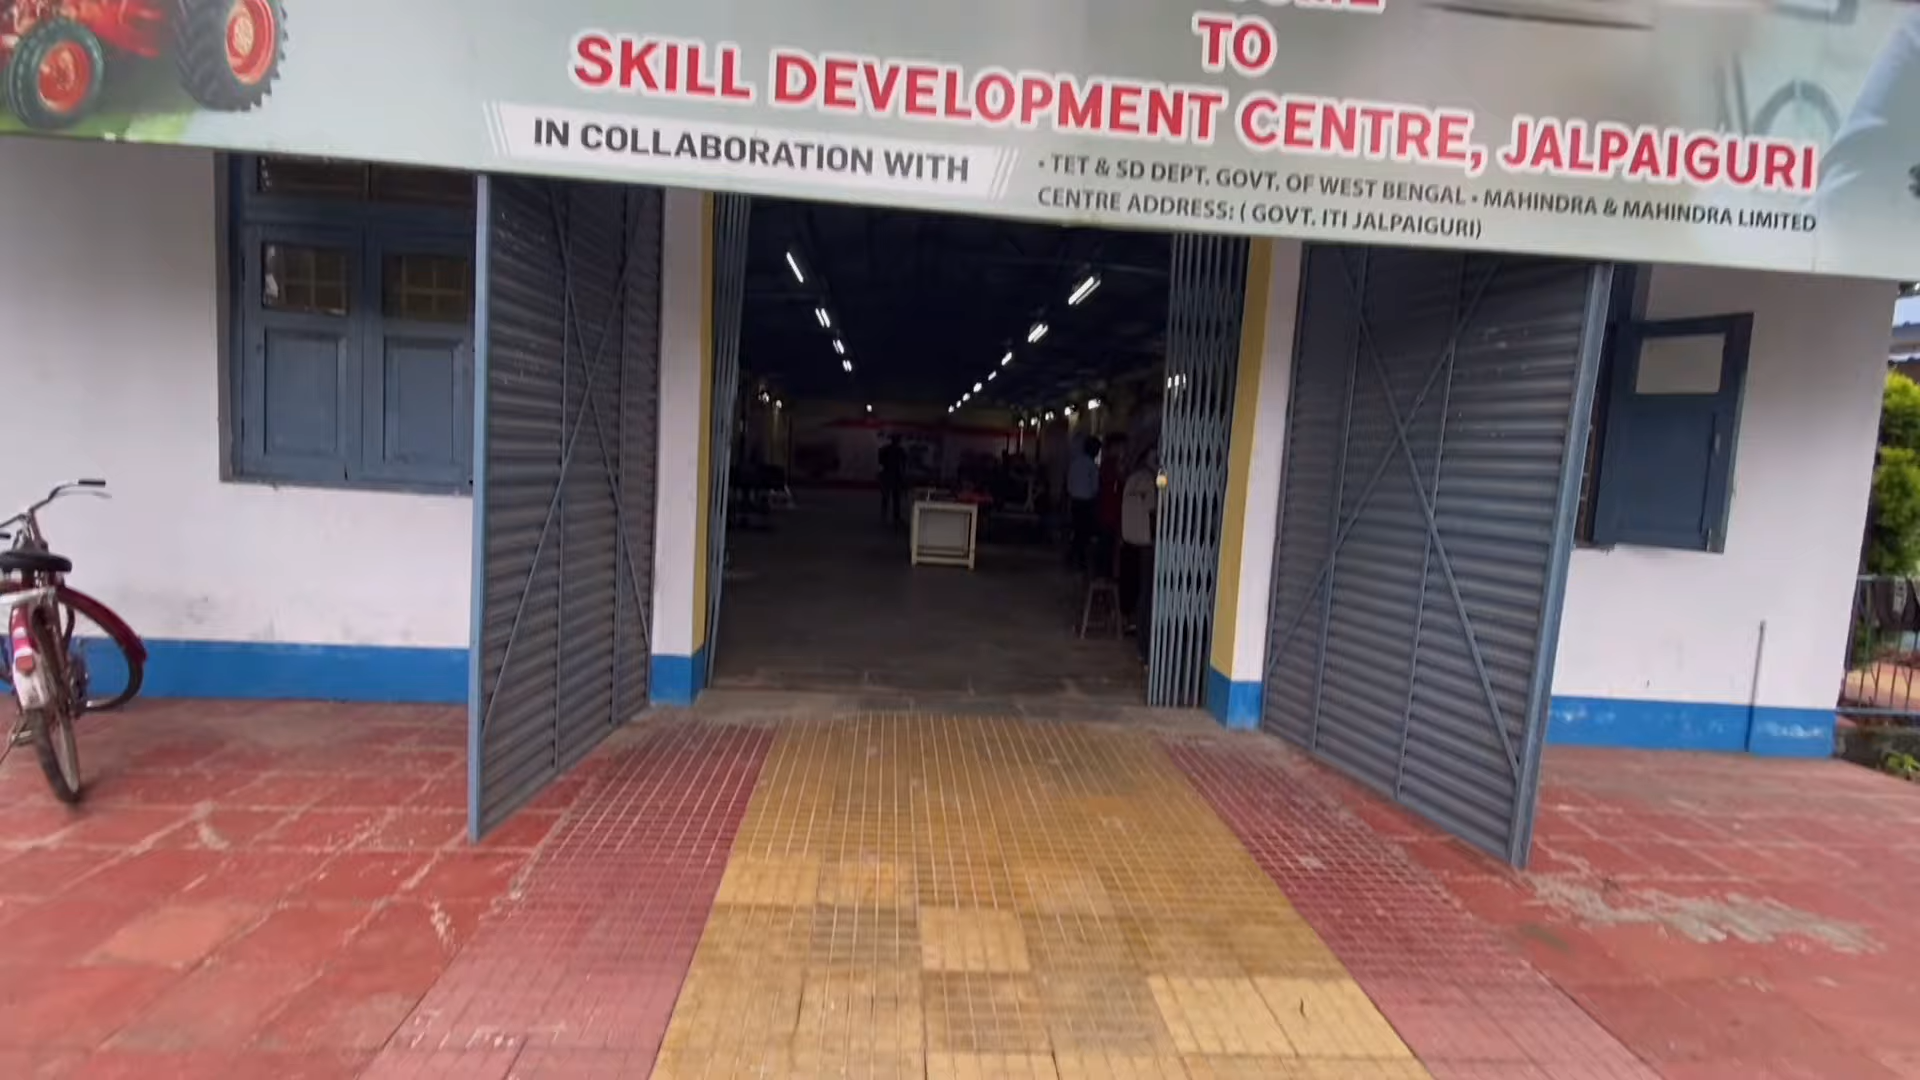 TO
SKILL DEVELOPMENT CENTRE, JALPAIGURI
IN COLLABORATION WITH
• TET & SD DEPT. GOVT. OF WEST BENGAL • MAHINDRA & MAHINDRA LIMITED
CENTRE ADDRESS: ( GOVT. ITI JALPAIGURI)